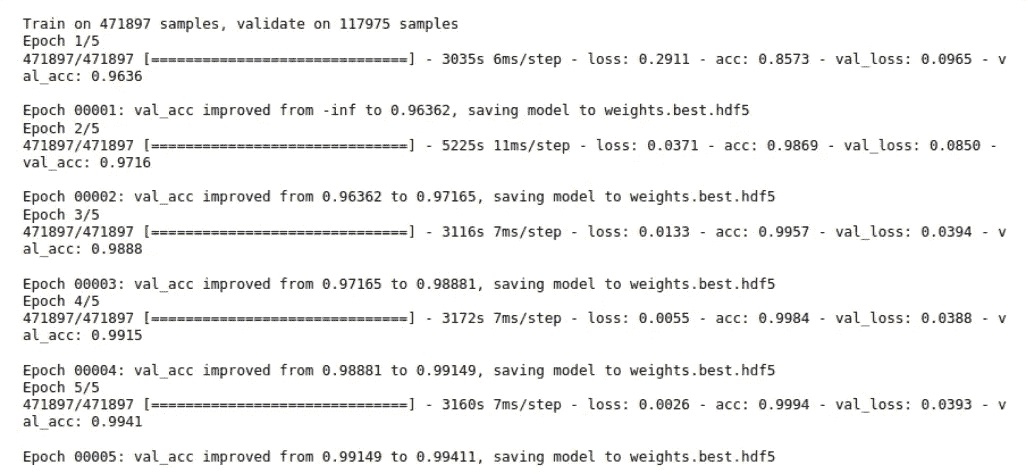 Train on 471897 samples, validate on 117975 samples
Epoch 1/5
471897/471897 [==============================] - 3035s 6ms/step - loss: 0.2911 - acc: 0.8573 - val_loss: 0.0965 - v
al_acc: 0.9636
Epoch 00001: val_acc improved from -inf to 0.96362, saving model to weights.best.hdf5
Epoch 2/5
471897/471897 [==============================] - 5225s 11ms/step - loss: 0.0371 - acc: 0.9869 - val_loss: 0.0850 -
val_acc: 0.9716
Epoch 00002: val_acc improved from 0.96362 to 0.97165, saving model to weights.best.hdf5
Epoch 3/5
471897/471897 [==============================] - 3116s 7ms/step - loss: 0.0133 - acc: 0.9957 - val_loss: 0.0394 - v
al_acc: 0.9888
Epoch 00003: val_acc improved from 0.97165 to 0.98881, saving model to weights.best.hdf5
Epoch 4/5
471897/471897 [==============================] - 3172s 7ms/step - loss: 0.0055 - acc: 0.9984 - val_loss: 0.0388 - v
al_acc: 0.9915
Epoch 00004: val_acc improved from 0.98881 to 0.99149, saving model to weights.best.hdf5
Epoch 5/5
471897/471897 [==============================] - 3160s 7ms/step - loss: 0.0026 - acc: 0.9994 - val_loss: 0.0393 - v
al_acc: 0.9941
Epoch 00005: val_acc improved from 0.99149 to 0.99411, saving model to weights.best.hdf5